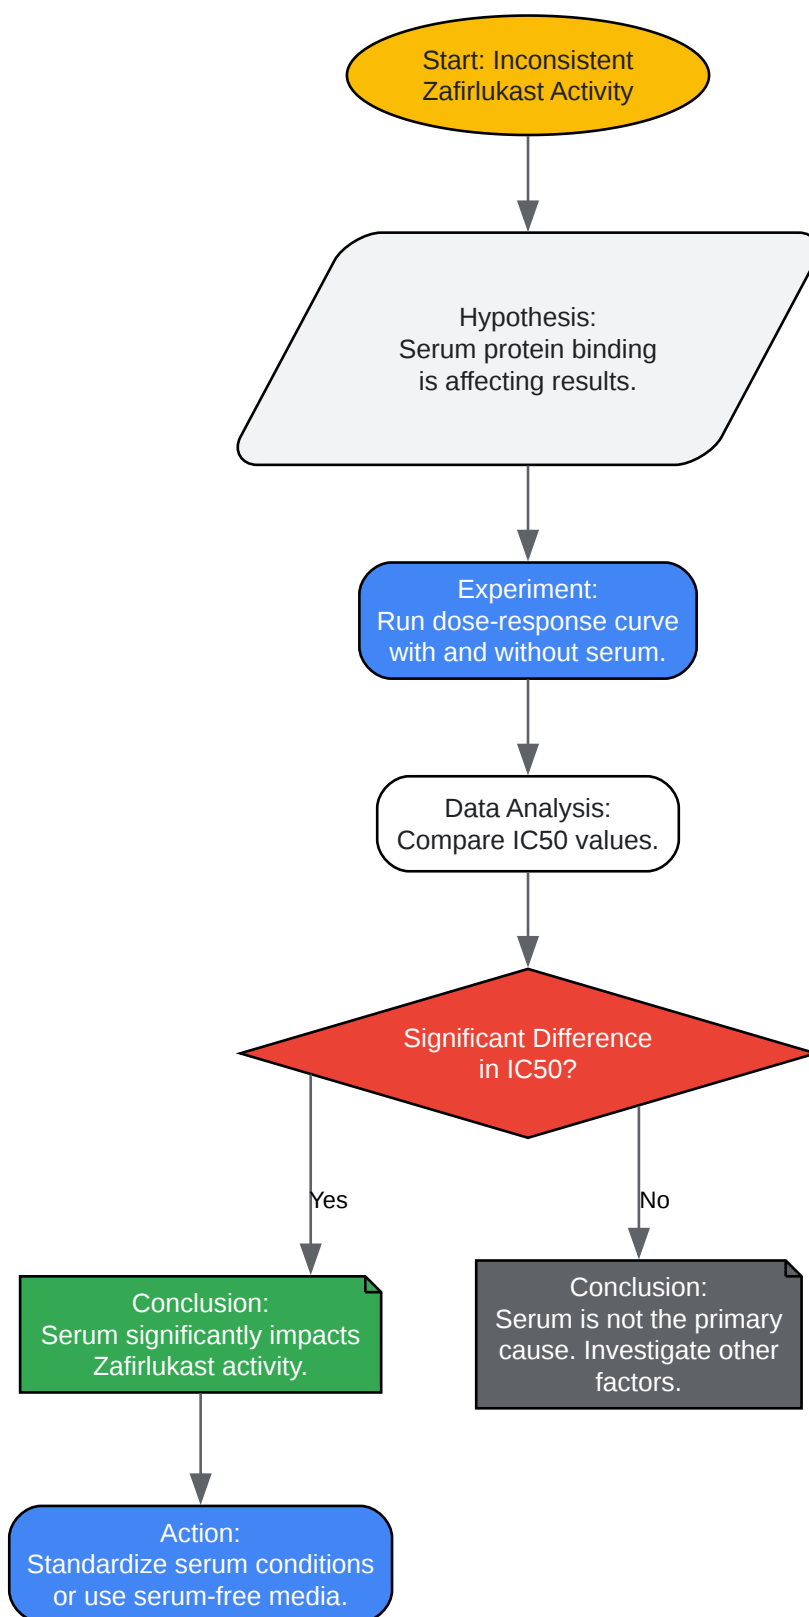 Start: Inconsistent
Zafirlukast Activity
Hypothesis:
Serum protein binding
is affecting results.
Experiment:
Run dose-response curve
with and without serum.
Data Analysis:
Compare IC50 values.
Significant Difference
in IC50?
Yes
No
Conclusion:
Serum significantly impacts
Zafirlukast activity.
Conclusion:
Serum is not the primary
cause. Investigate other
factors.
Action:
Standardize serum conditions
or use serum-free media.